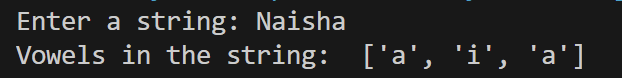 Enter a string: Naisha
Vowels in the string:  ['a', 'i', 'a']